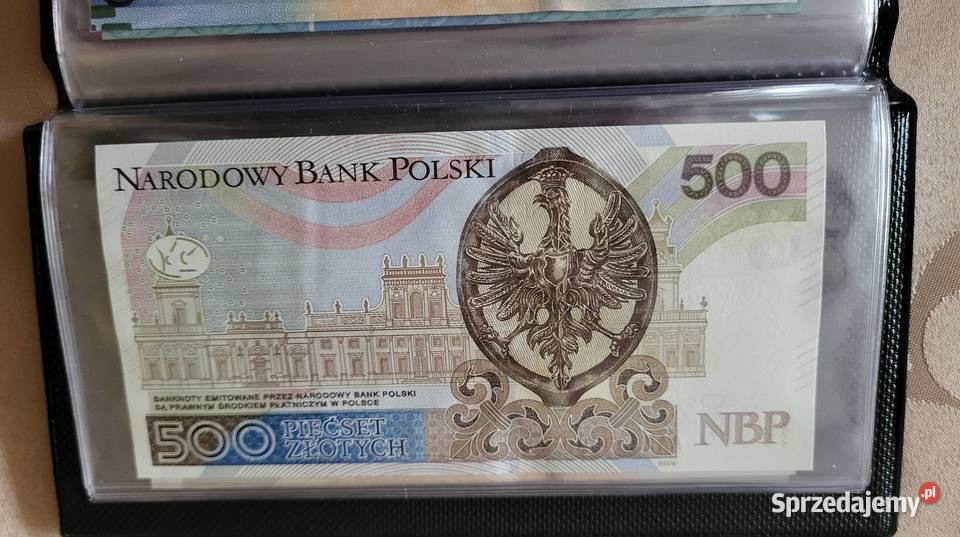 NARODOWY BANK POLSKI
500
BANKNOTY EMITOWANE PRZEZ NARODOWY BANK POLSKI
SĄ PRAWNYM ŚRODKIEM PŁATNICZYM W POLSCE
500 PIĘĆSET
ZŁOTYCH
NBP
Sprzedajemy.pl